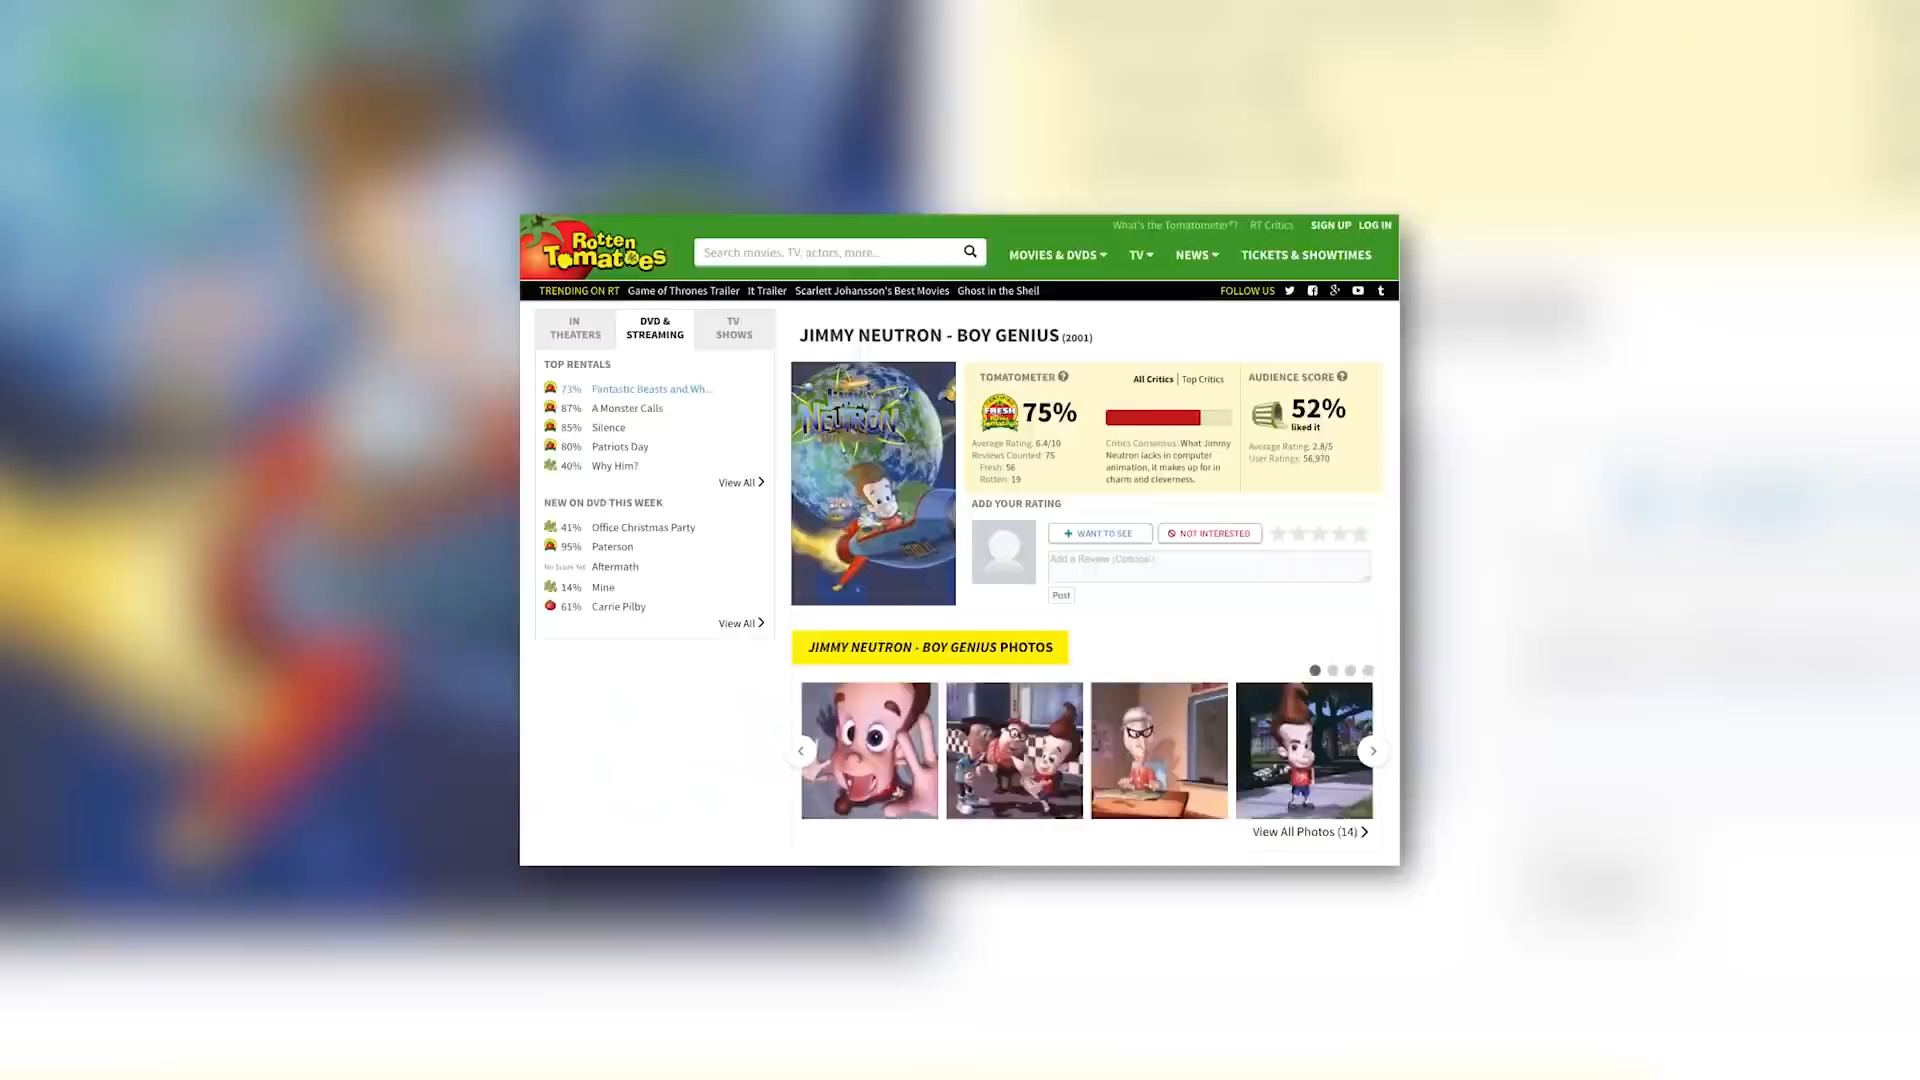 What's the Tomatometer®? RT Critics SIGN UP LOG IN
Rotten Tomatoes
Search movies, TV, actors, more...
MOVIES & DVDS TV NEWS TICKETS & SHOWTIMES
TRENDING ON RT Game of Thrones Trailer It Trailer Scarlett Johansson's Best Movies Ghost in the Shell FOLLOW US
IN THEATERS
DVD & STREAMING
TV SHOWS
TOP RENTALS
73% Fantastic Beasts and Wh...
87% A Monster Calls
85% Silence
80% Patriots Day
40% Why Him?
View All
NEW ON DVD THIS WEEK
41% Office Christmas Party
95% Paterson
No Score Yet Aftermath
14% Mine
61% Carrie Pilby
View All
JIMMY NEUTRON - BOY GENIUS (2001)
JIMMY NEUTRON
TOMATOMETER
All Critics | Top Critics
CERTIFIED FRESH
75%
Average Rating: 6.4/10
Reviews Counted: 75
Fresh: 56
Rotten: 19
Critics Consensus: What Jimmy
Neutron lacks in computer
animation, it makes up for in
charm and cleverness.
AUDIENCE SCORE
52%
liked it
Average Rating: 2.8/5
User Ratings: 56,970
ADD YOUR RATING
WANT TO SEE
NOT INTERESTED
Add a Review (Optional)
Post
JIMMY NEUTRON - BOY GENIUS PHOTOS
View All Photos (14)